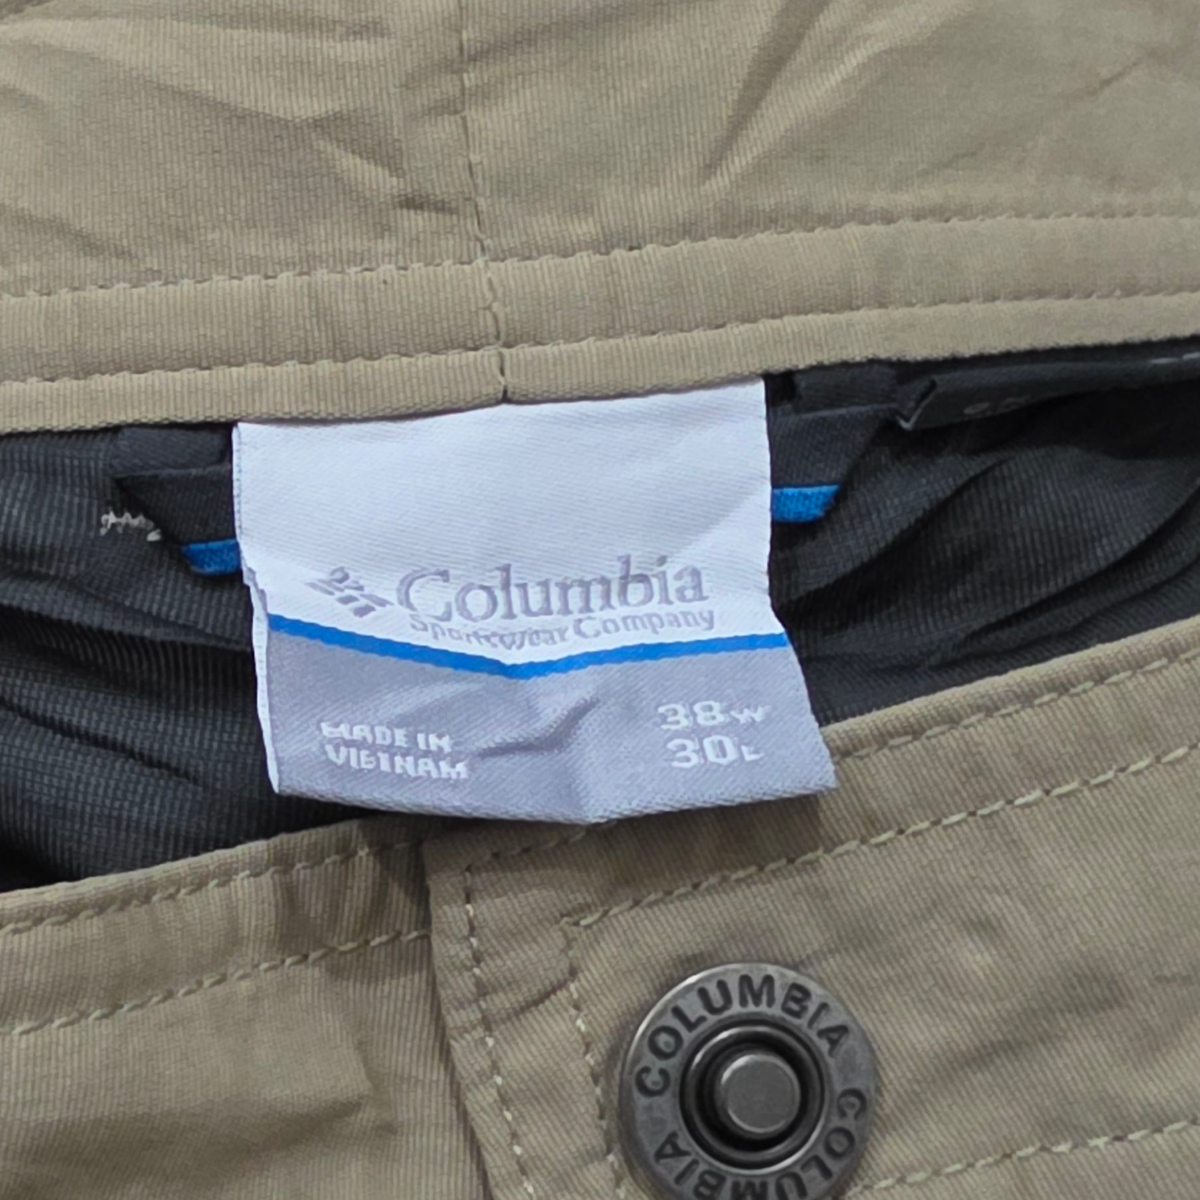 Columbia
Sportswear Company
MADE IN
VIETNAM
38W
30L
COLUMBIA COLUMBIA